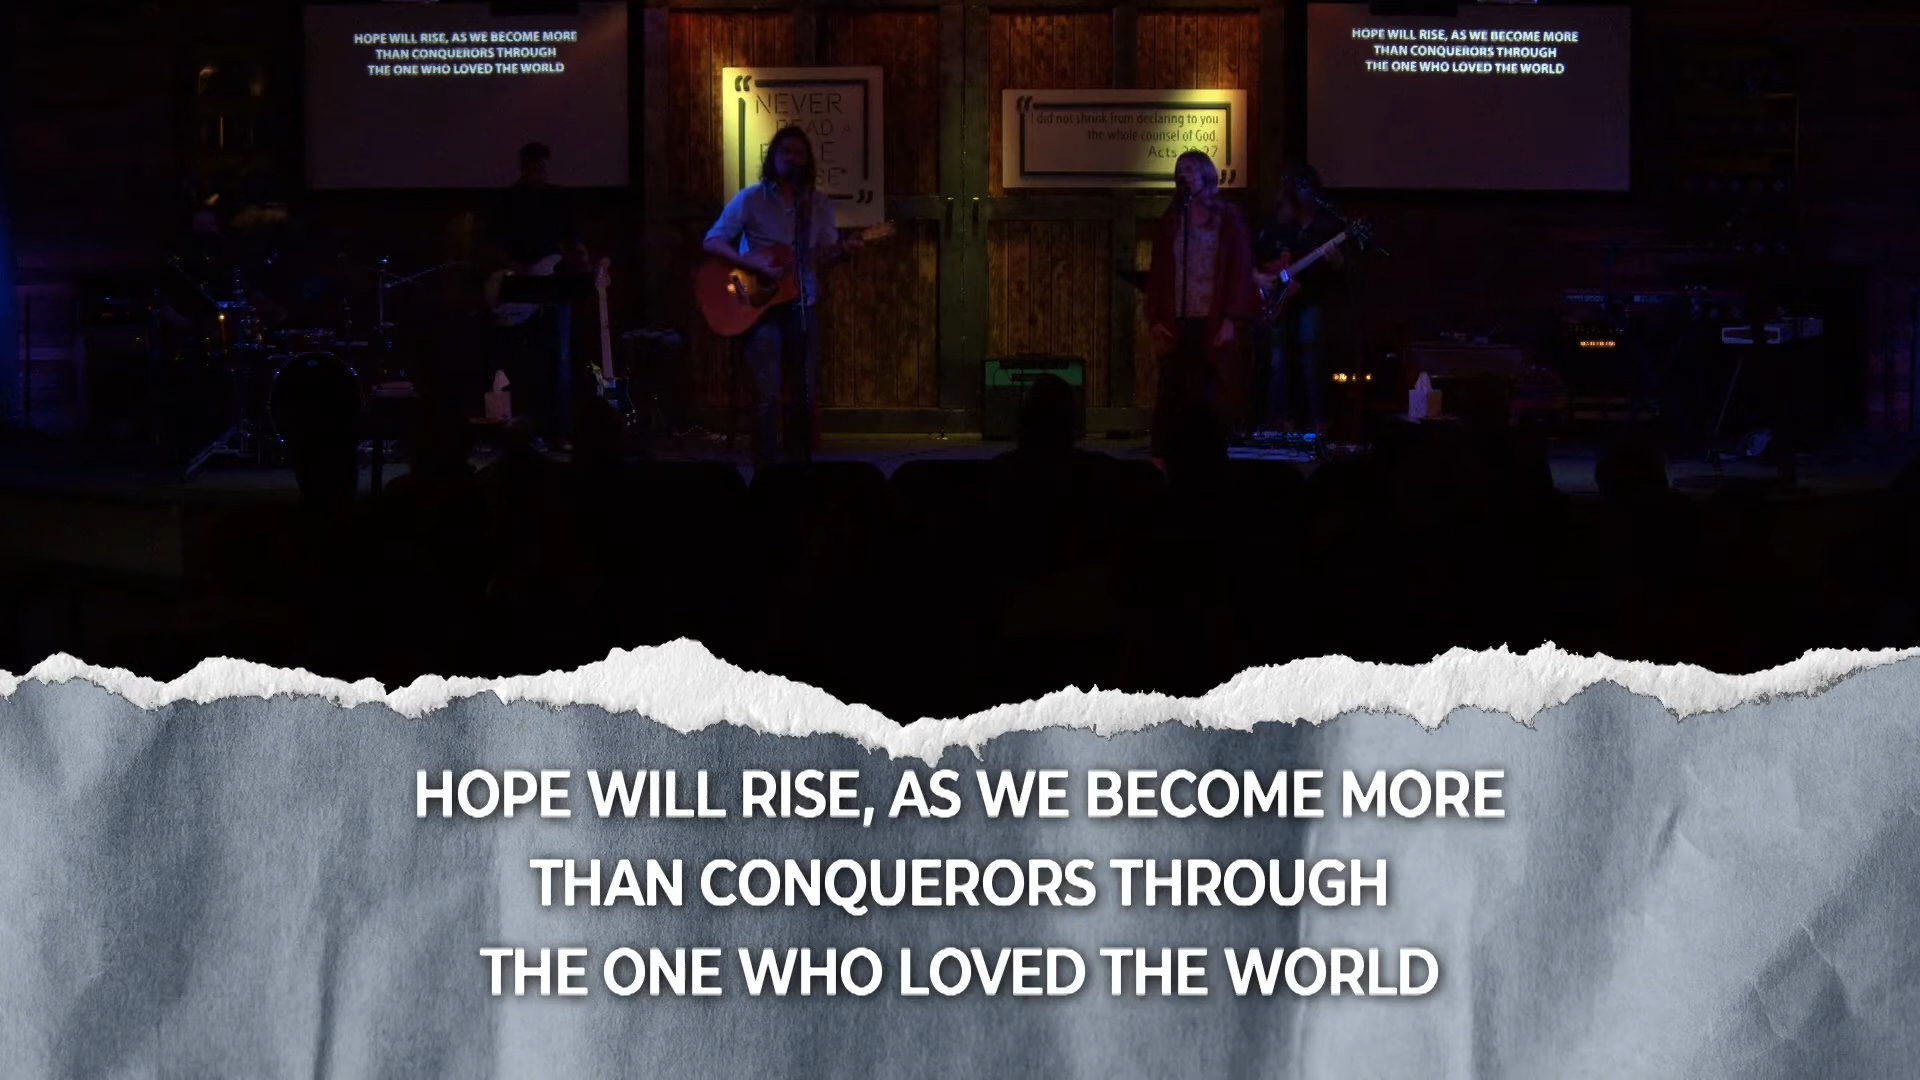 HOPE WILL RISE, AS WE BECOME MORE
THAN CONQUERORS THROUGH
THE ONE WHO LOVED THE WORLD
HOPE WILL RISE, AS WE BECOME MORE
THAN CONQUERORS THROUGH
THE ONE WHO LOVED THE WORLD
“NEVER
READ A
”
“I did not shrink from declaring to you
the whole counsel of God.
Acts
”
HOPE WILL RISE, AS WE BECOME MORE
THAN CONQUERORS THROUGH
THE ONE WHO LOVED THE WORLD